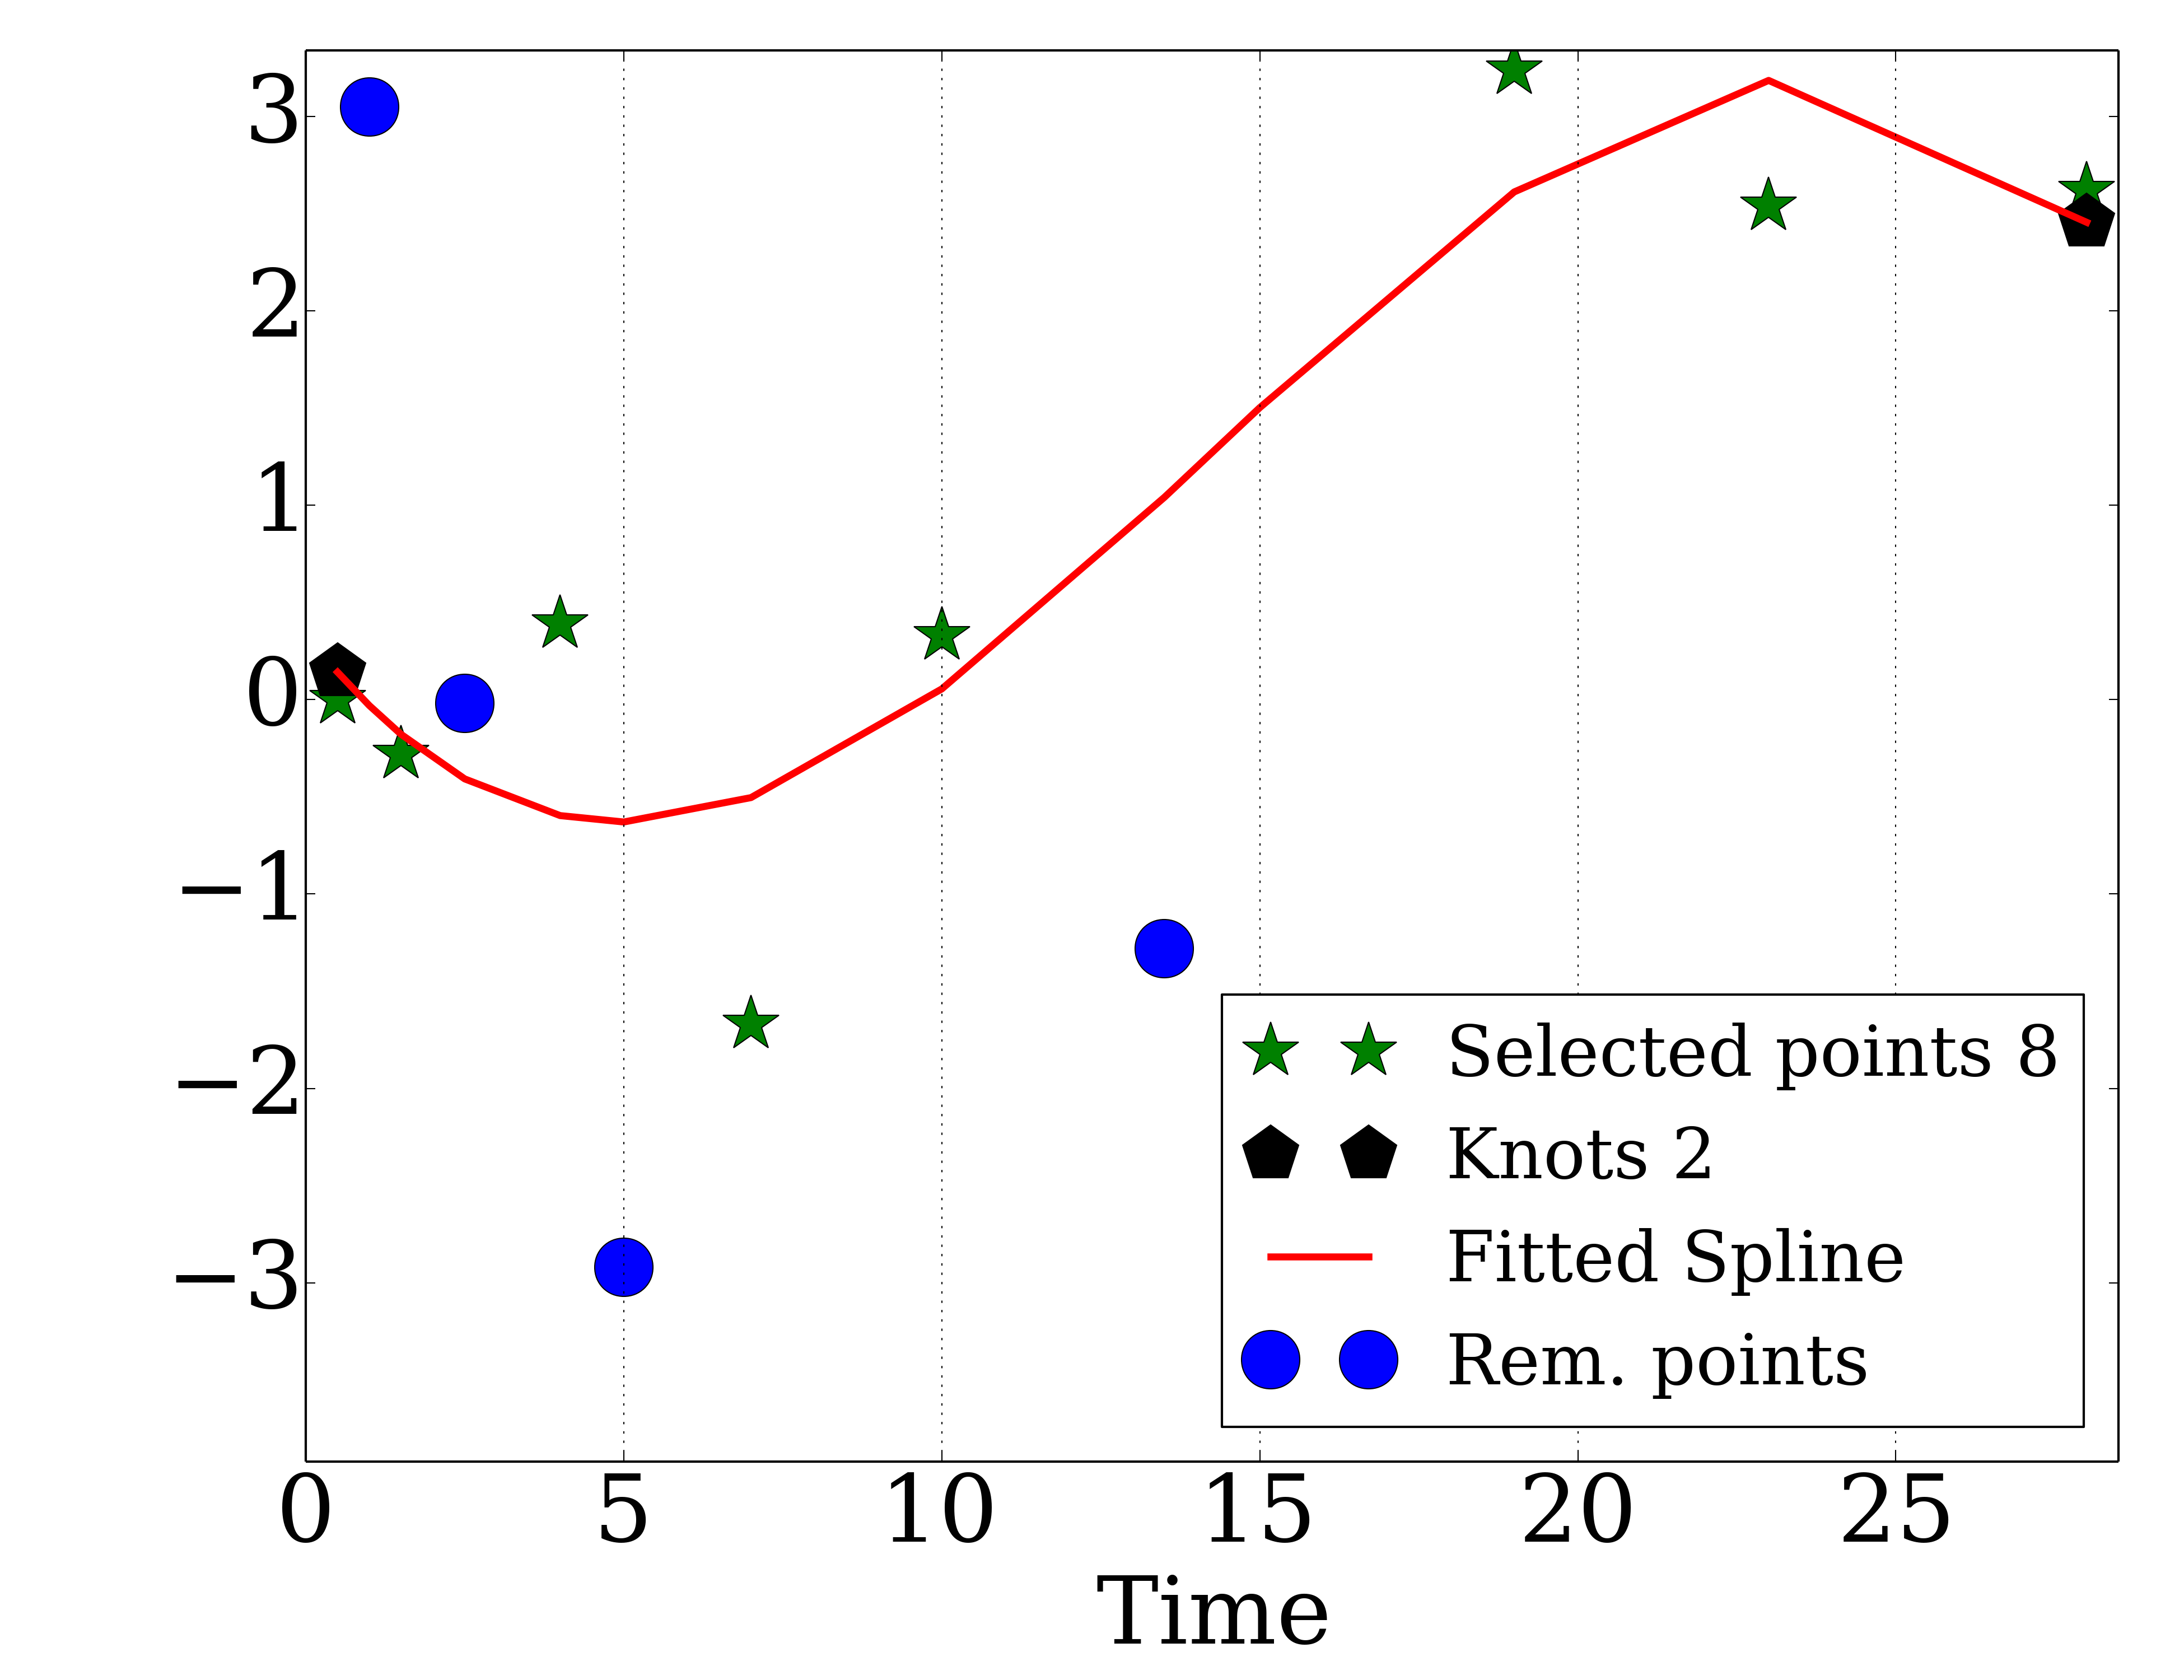 3
2
1
0
−1
−2
−3
Selected points 8
Knots 2
Fitted Spline
Rem. points
0 5 10 15 20 25
Time